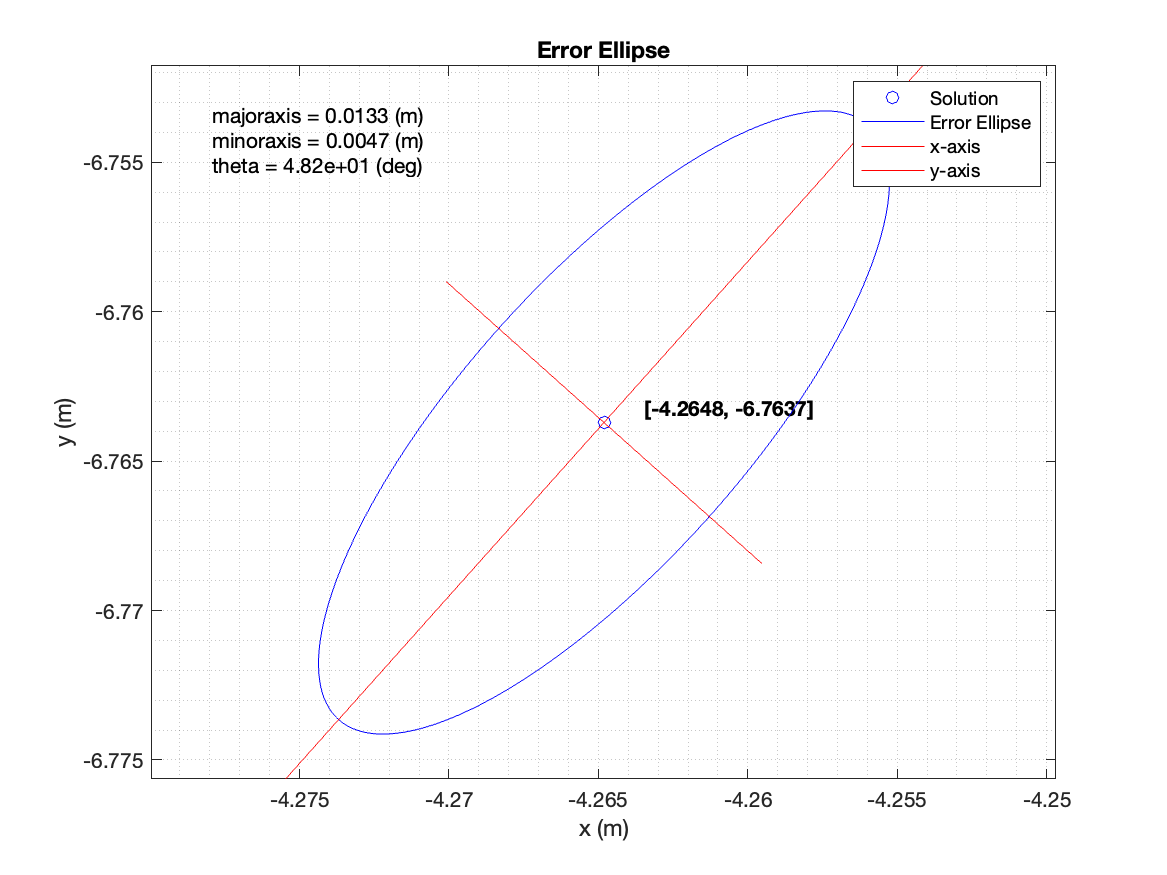 Error Ellipse
majoraxis = 0.0133 (m)
minoraxis = 0.0047 (m)
theta = 4.82e+01 (deg)
Solution
Error Ellipse
x-axis
y-axis
-6.755
-6.76
[-4.2648, -6.7637]
y (m)
-6.765
-6.77
-6.775
-4.275
-4.27
-4.265
-4.26
-4.255
-4.25
x (m)